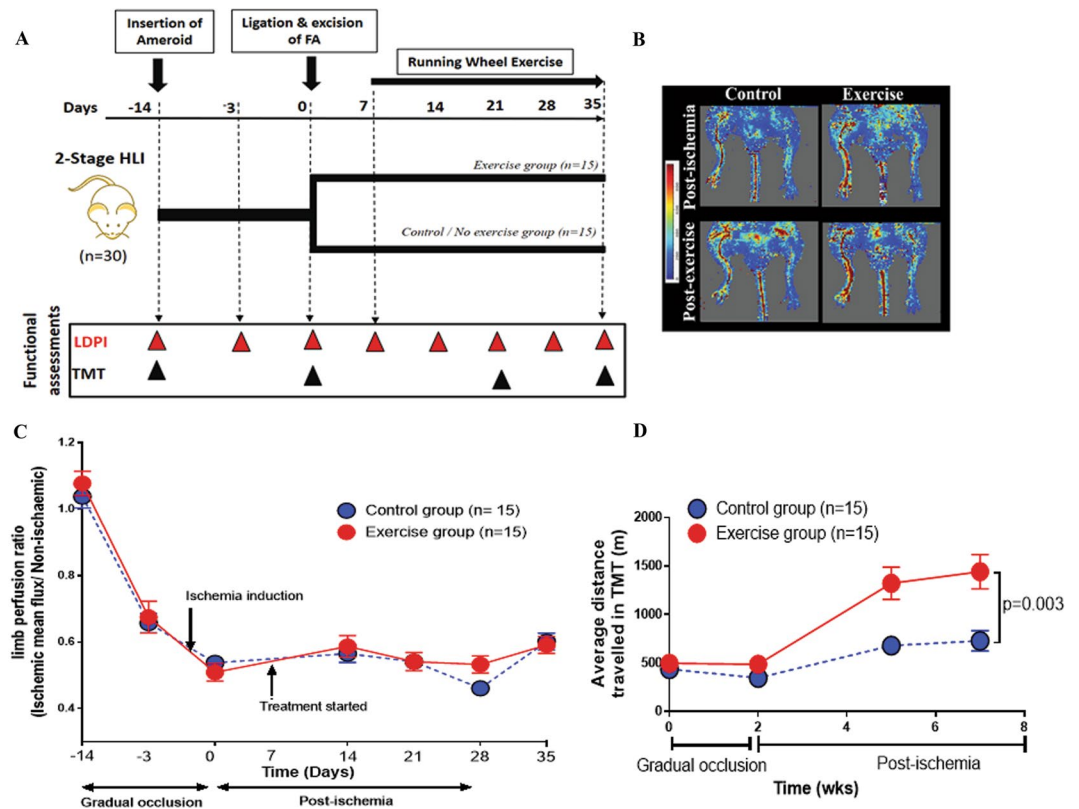 A
Insertion of
Ameroid
Ligation & excision
of FA
Running Wheel Exercise
Days -14 -3 0 7 14 21 28 35
2-Stage HLI
(n=30)
Exercise group (n=15)
Control / No exercise group (n=15)
Functional
assessments
LDPI
TMT
B
Control Exercise
Post-ischemia
Post-exercise
C
limb perfusion ratio
(Ischemic mean flux/ Non-ischaemic)
1.2
1.0
0.8
0.6
0.4
Control group (n= 15)
Exercise group (n=15)
Ischemia induction
Treatment started
-14 -3 0 7 14 21 28 35
Time (Days)
Gradual occlusion Post-ischemia
D
Control group (n=15)
Exercise group (n=15)
Average distance
travelled in TMT (m)
2000
1500
1000
500
0
p=0.003
0 2 4 6 8
Gradual occlusion Post-ischemia
Time (wks)